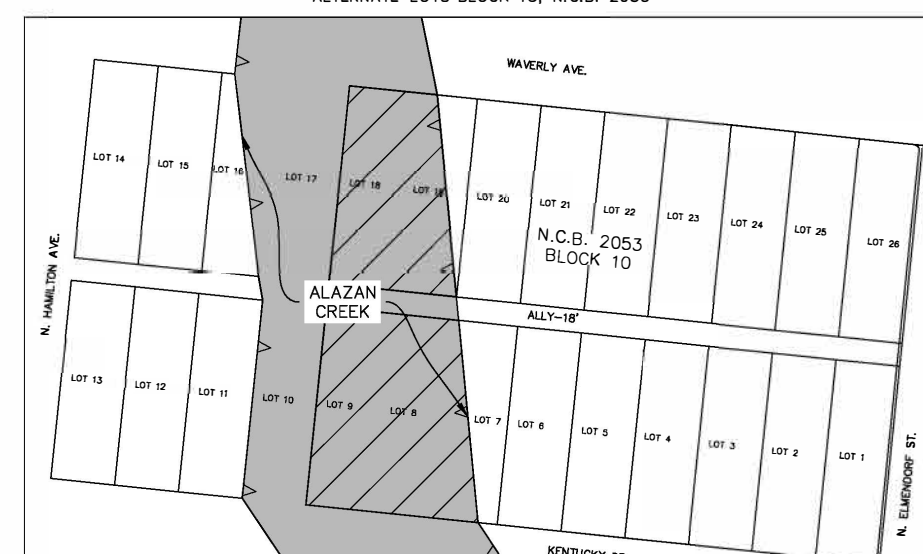 WAVERLY AVE.
LOT 14
LOT 15
LOT 16
LOT 17
LOT 18
LOT 19
LOT 20
LOT 21
LOT 22
LOT 23
LOT 24
LOT 25
LOT 26
N.C.B. 2053
BLOCK 10
N. HAMILTON AVE.
ALAZAN
CREEK
ALLY-18'
LOT 13
LOT 12
LOT 11
LOT 10
LOT 9
LOT 8
LOT 7
LOT 6
LOT 5
LOT 4
LOT 3
LOT 2
LOT 1
N. ELMENDORF ST.
KENTUCKY